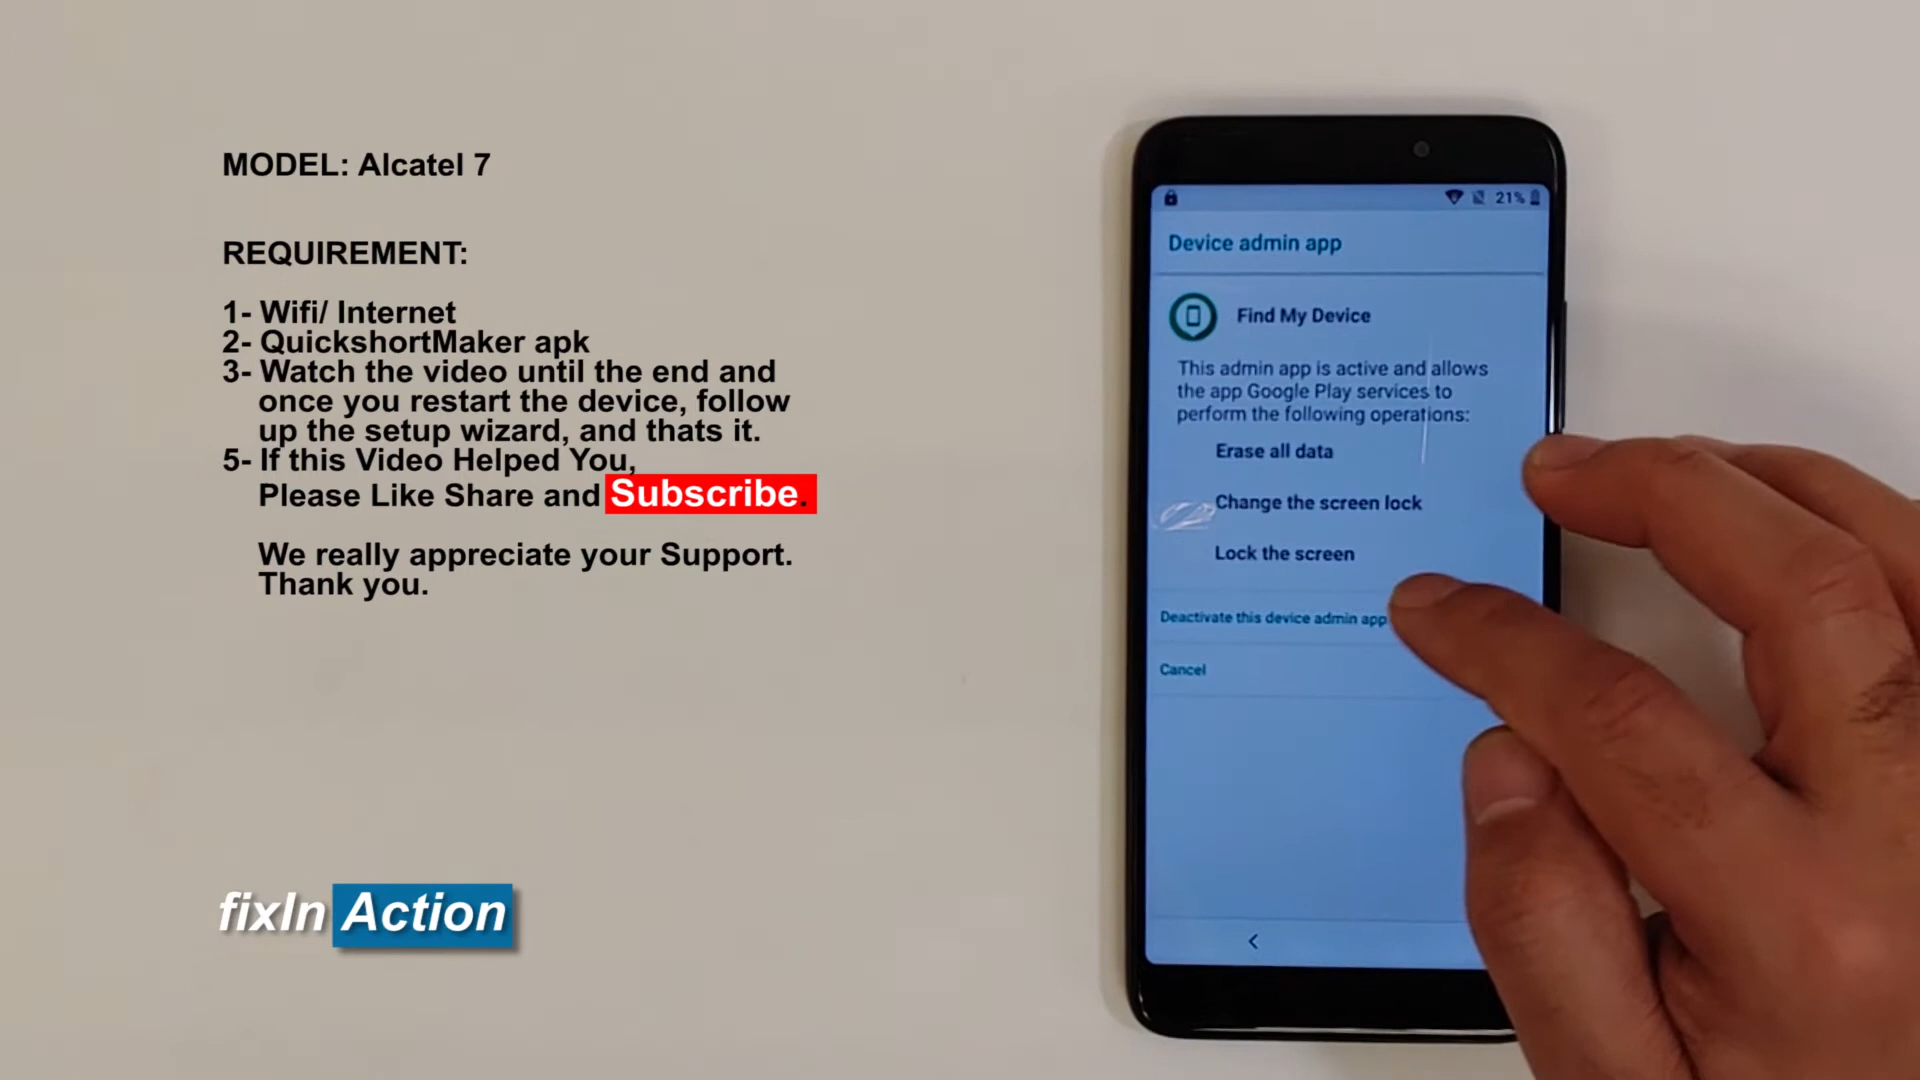 MODEL: Alcatel 7
REQUIREMENT:
1- Wifi/ Internet
2- QuickshortMaker apk
3- Watch the video until the end and
once you restart the device, follow
up the setup wizard, and thats it.
5- If this Video Helped You,
Please Like Share and Subscribe.
We really appreciate your Support.
Thank you.
fixIn Action
21%
Device admin app
Find My Device
This admin app is active and allows
the app Google Play services to
perform the following operations:
Erase all data
Change the screen lock
Lock the screen
Deactivate this device admin app
Cancel